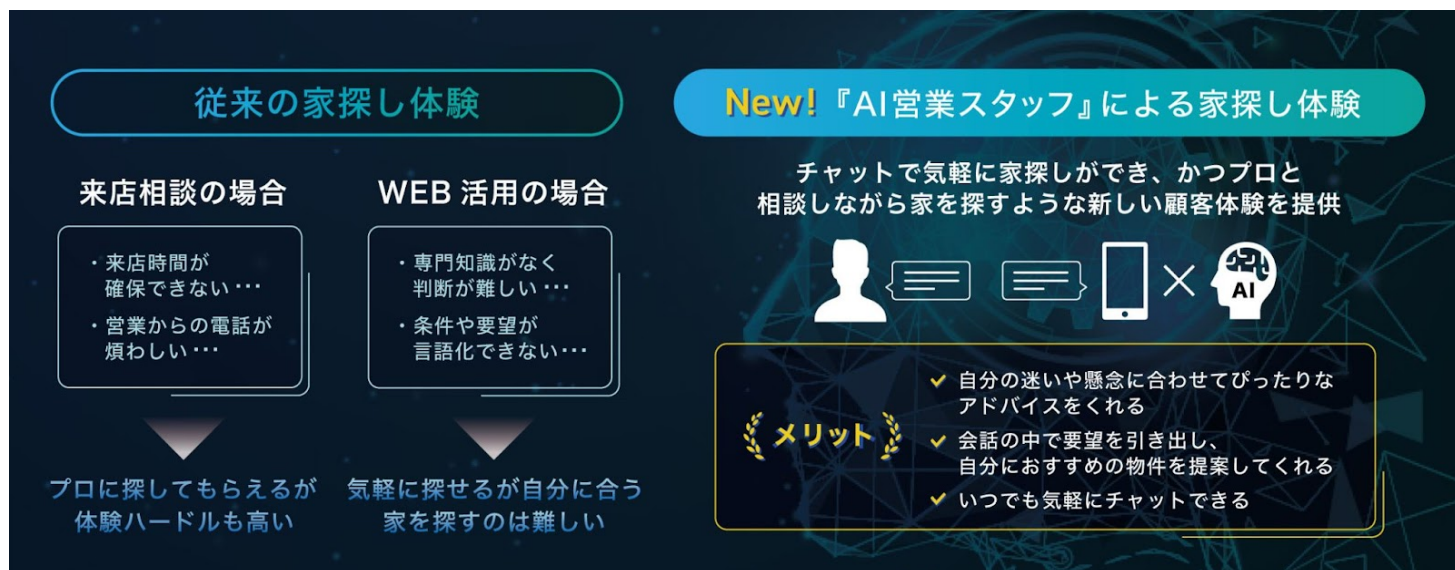 従来の家探し体験
来店相談の場合
・来店時間が
確保できない…
・営業からの電話が
煩わしい…
プロに探してもらえるが
体験ハードルも高い
WEB 活用の場合
・専門知識がなく
判断が難しい…
・条件や要望が
言語化できない…
気軽に探せるが自分に合う
家を探すのは難しい
New!『AI営業スタッフ』による家探し体験
チャットで気軽に家探しができ、かつプロと
相談しながら家を探すような新しい顧客体験を提供
AI
メリット
自分の迷いや懸念に合わせてぴったりな
アドバイスをくれる
会話の中で要望を引き出し、
自分におすすめの物件を提案してくれる
いつでも気軽にチャットできる